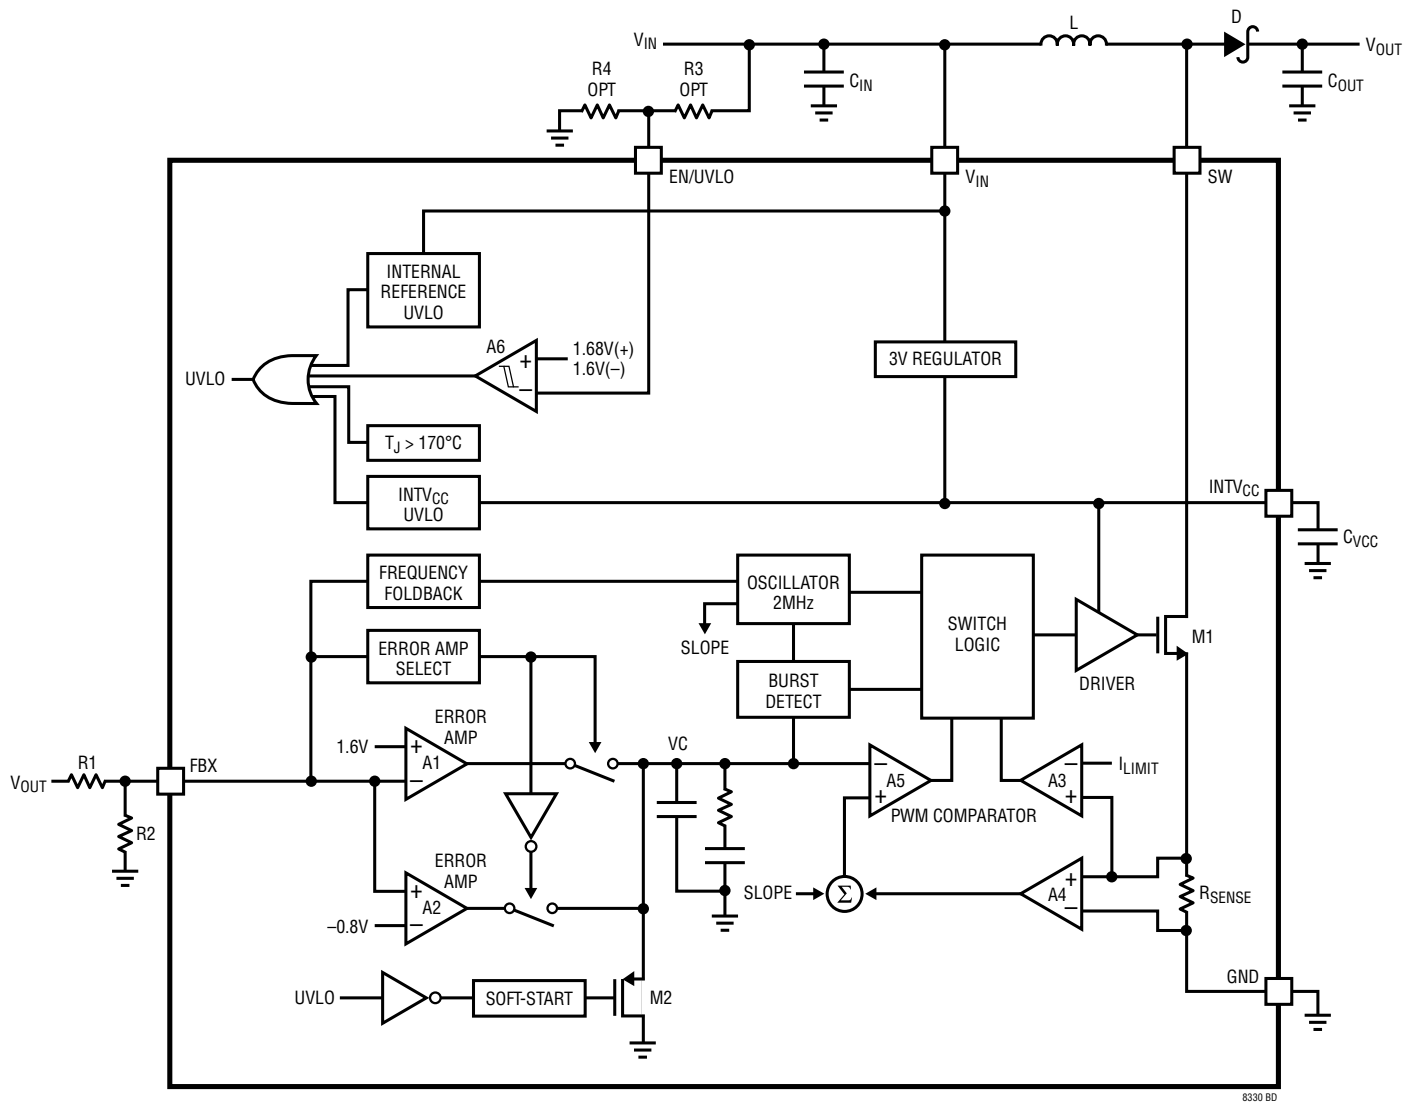 L
D
VIN
VOUT
R4
OPT
R3
OPT
CIN
COUT
EN/UVLO
VIN
SW
INTERNAL
REFERENCE
UVLO
A6
+
–
1.68V(+)
1.6V(–)
3V REGULATOR
UVLO
TJ > 170°C
INTVCC
UVLO
INTVCC
CVCC
FREQUENCY
FOLDBACK
OSCILLATOR
2MHz
SLOPE
SWITCH
LOGIC
M1
DRIVER
ERROR AMP
SELECT
BURST
DETECT
ERROR
AMP
1.6V
+
A1
–
VC
–
A5
+
PWM COMPARATOR
–
A3
+
ILIMIT
R1
FBX
VOUT
R2
ERROR
AMP
+
A2
–
–0.8V
SLOPE
Σ
+
A4
–
RSENSE
GND
UVLO
SOFT-START
M2
8330 BD